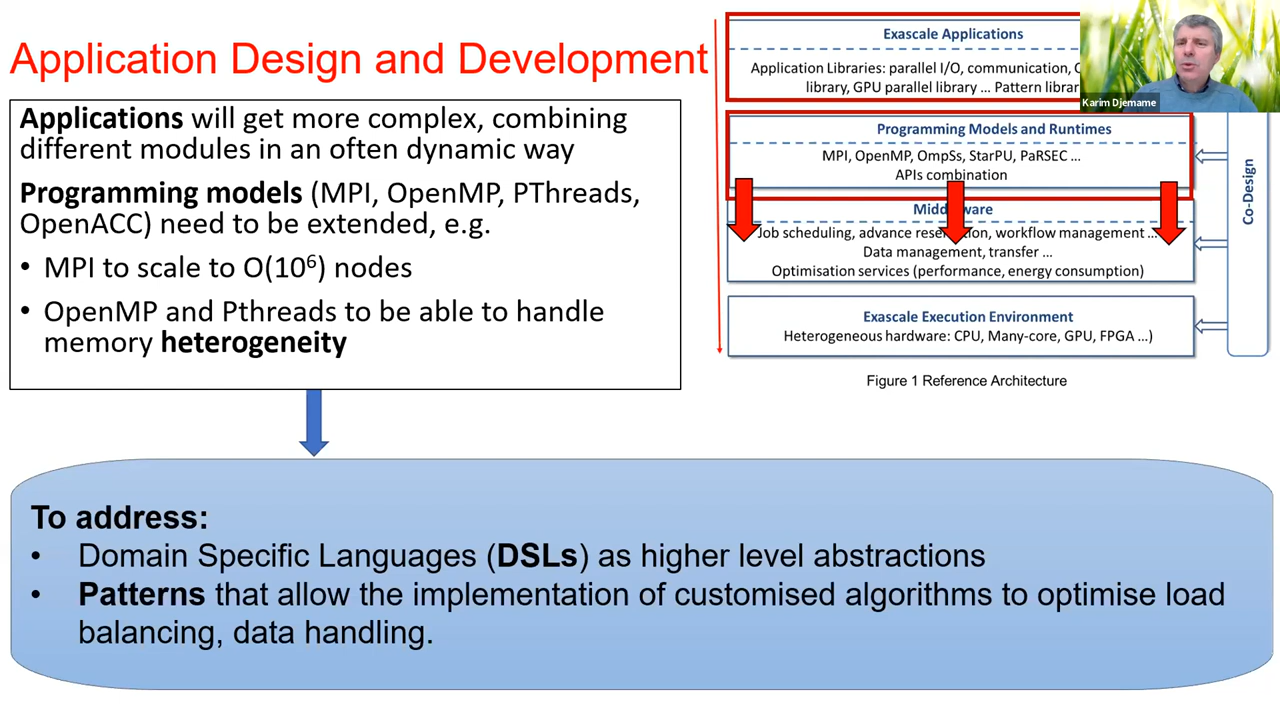 Application Design and Development
Applications will get more complex, combining
different modules in an often dynamic way
Programming models (MPI, OpenMP, PThreads,
OpenACC) need to be extended, e.g.
• MPI to scale to O(10⁶) nodes
• OpenMP and Pthreads to be able to handle
memory heterogeneity
Exascale Applications
Application Libraries: parallel I/O, communication,
library, GPU parallel library ... Pattern
Karim Djemame
Programming Models and Runtimes
MPI, OpenMP, OmpSs, StarPU, PaRSEC ...
APIs combination
Job scheduling, advance workflow management ...
Data management, transfer ...
Optimisation services (performance, energy consumption)
Exascale Execution Environment
Heterogeneous hardware: CPU, Many-core, GPU, FPGA ...)
Co-Design
Figure 1 Reference Architecture
To address:
• Domain Specific Languages (DSLs) as higher level abstractions
• Patterns that allow the implementation of customised algorithms to optimise load
balancing, data handling.